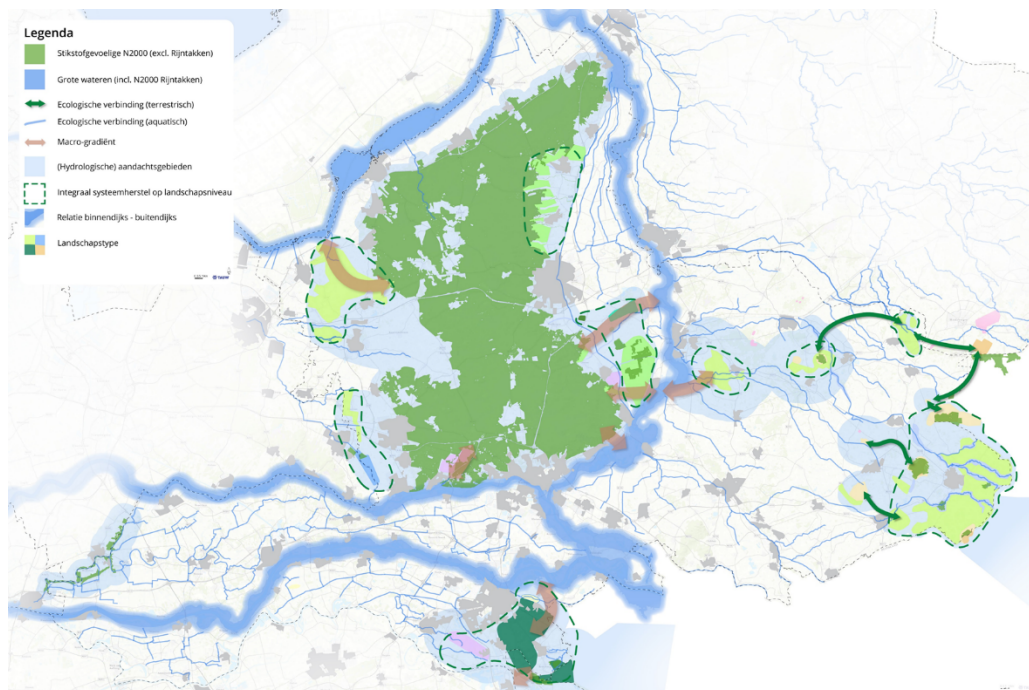 Legenda
Stikstofgevoelige N2000 (excl. Rijntakken)
Grote wateren (incl. N2000 Rijntakken)
Ecologische verbinding (terrestrisch)
Ecologische verbinding (aquatisch)
Macro-gradiënt
(Hydrologische) aandachtsgebieden
Integraal systeemherstel op landschapsniveau
Relatie binnendijks - buitendijks
Landschapstype